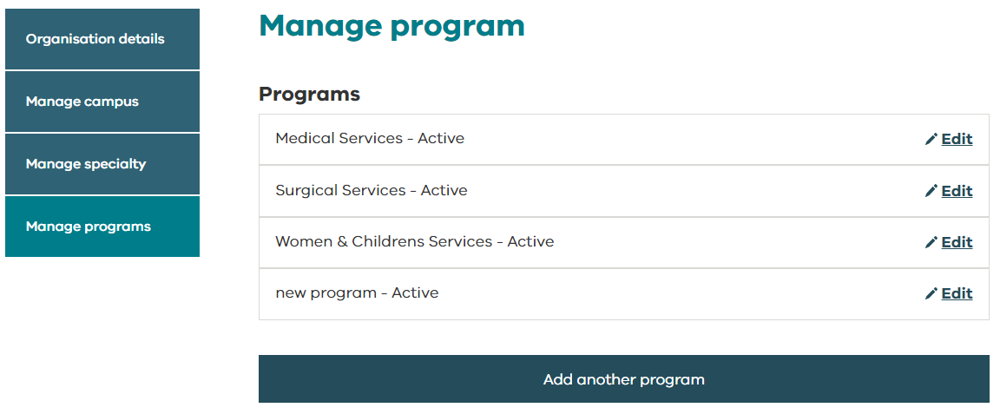 Organisation details
Manage campus
Manage specialty
Manage programs
Manage program
Programs
Medical Services - Active Edit
Surgical Services - Active Edit
Women & Childrens Services - Active Edit
new program - Active Edit
Add another program